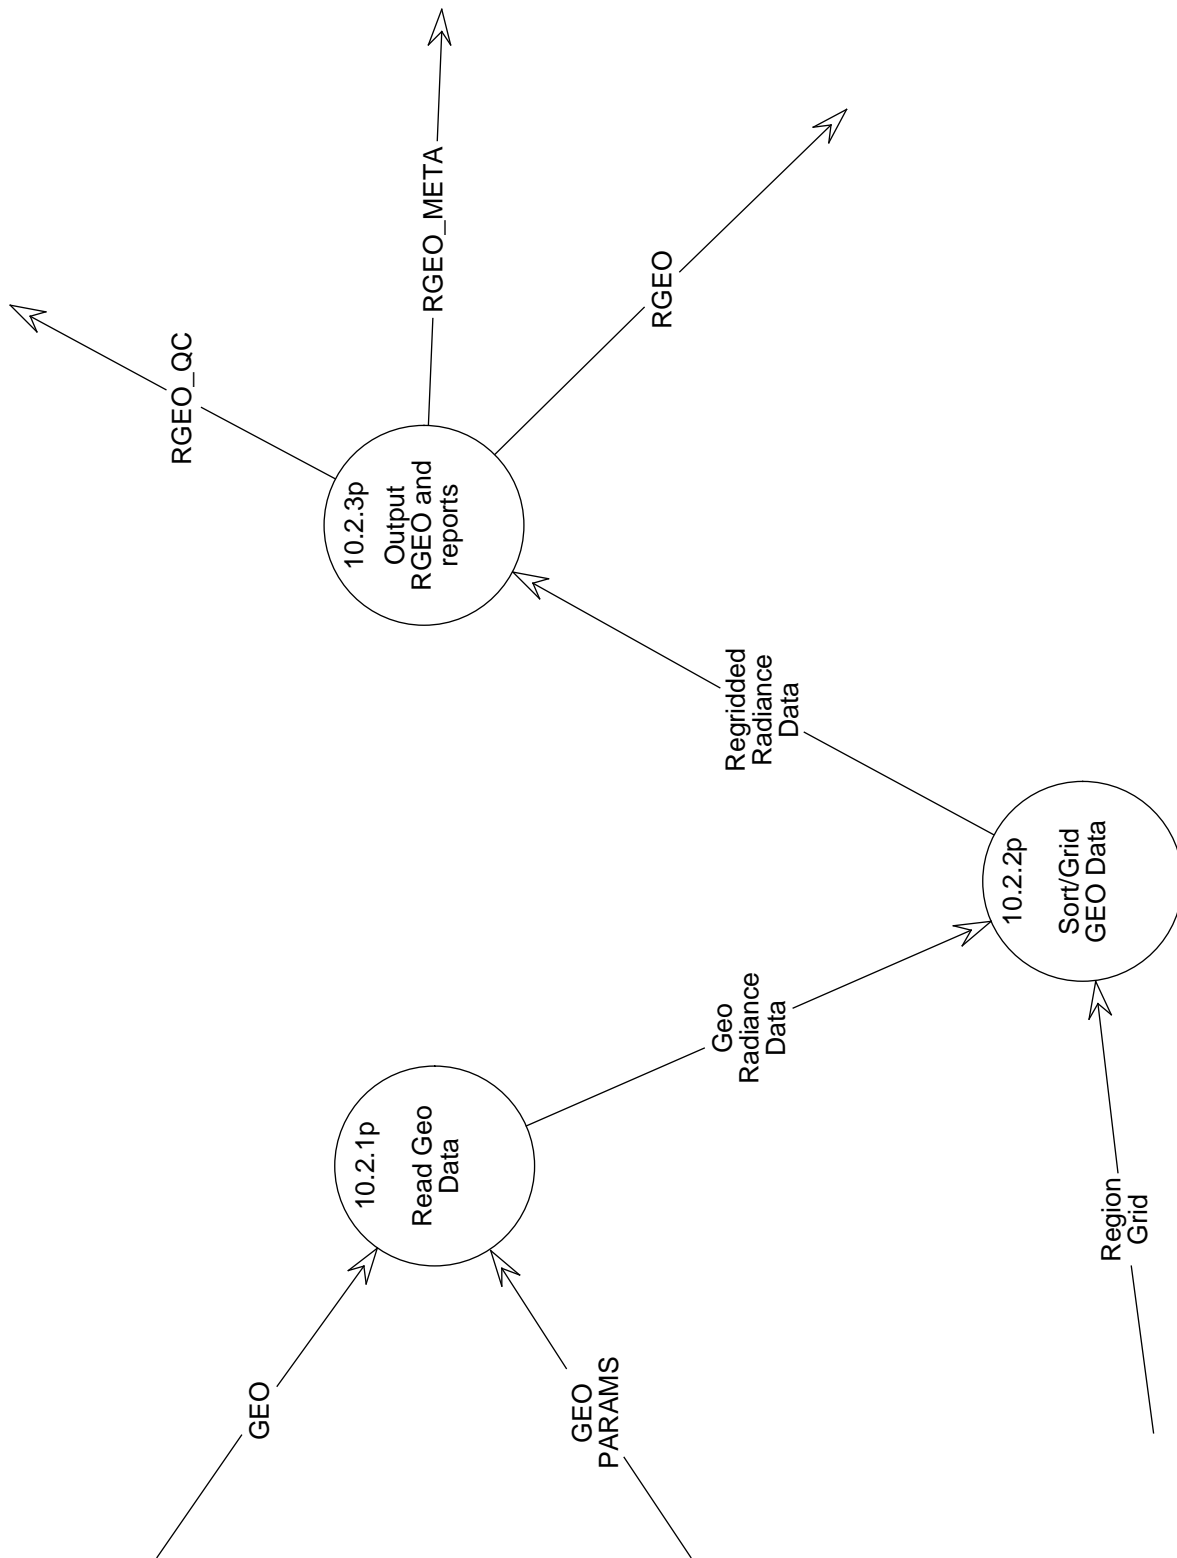 GEO
GEO
PARAMS
10.2.1p
Read Geo
Data
Geo
Radiance
Data
Region
Grid
10.2.2p
Sort/Grid
GEO Data
Regridded
Radiance
Data
10.2.3p
Output
RGEO and
reports
RGEO_QC
RGEO_META
RGEO